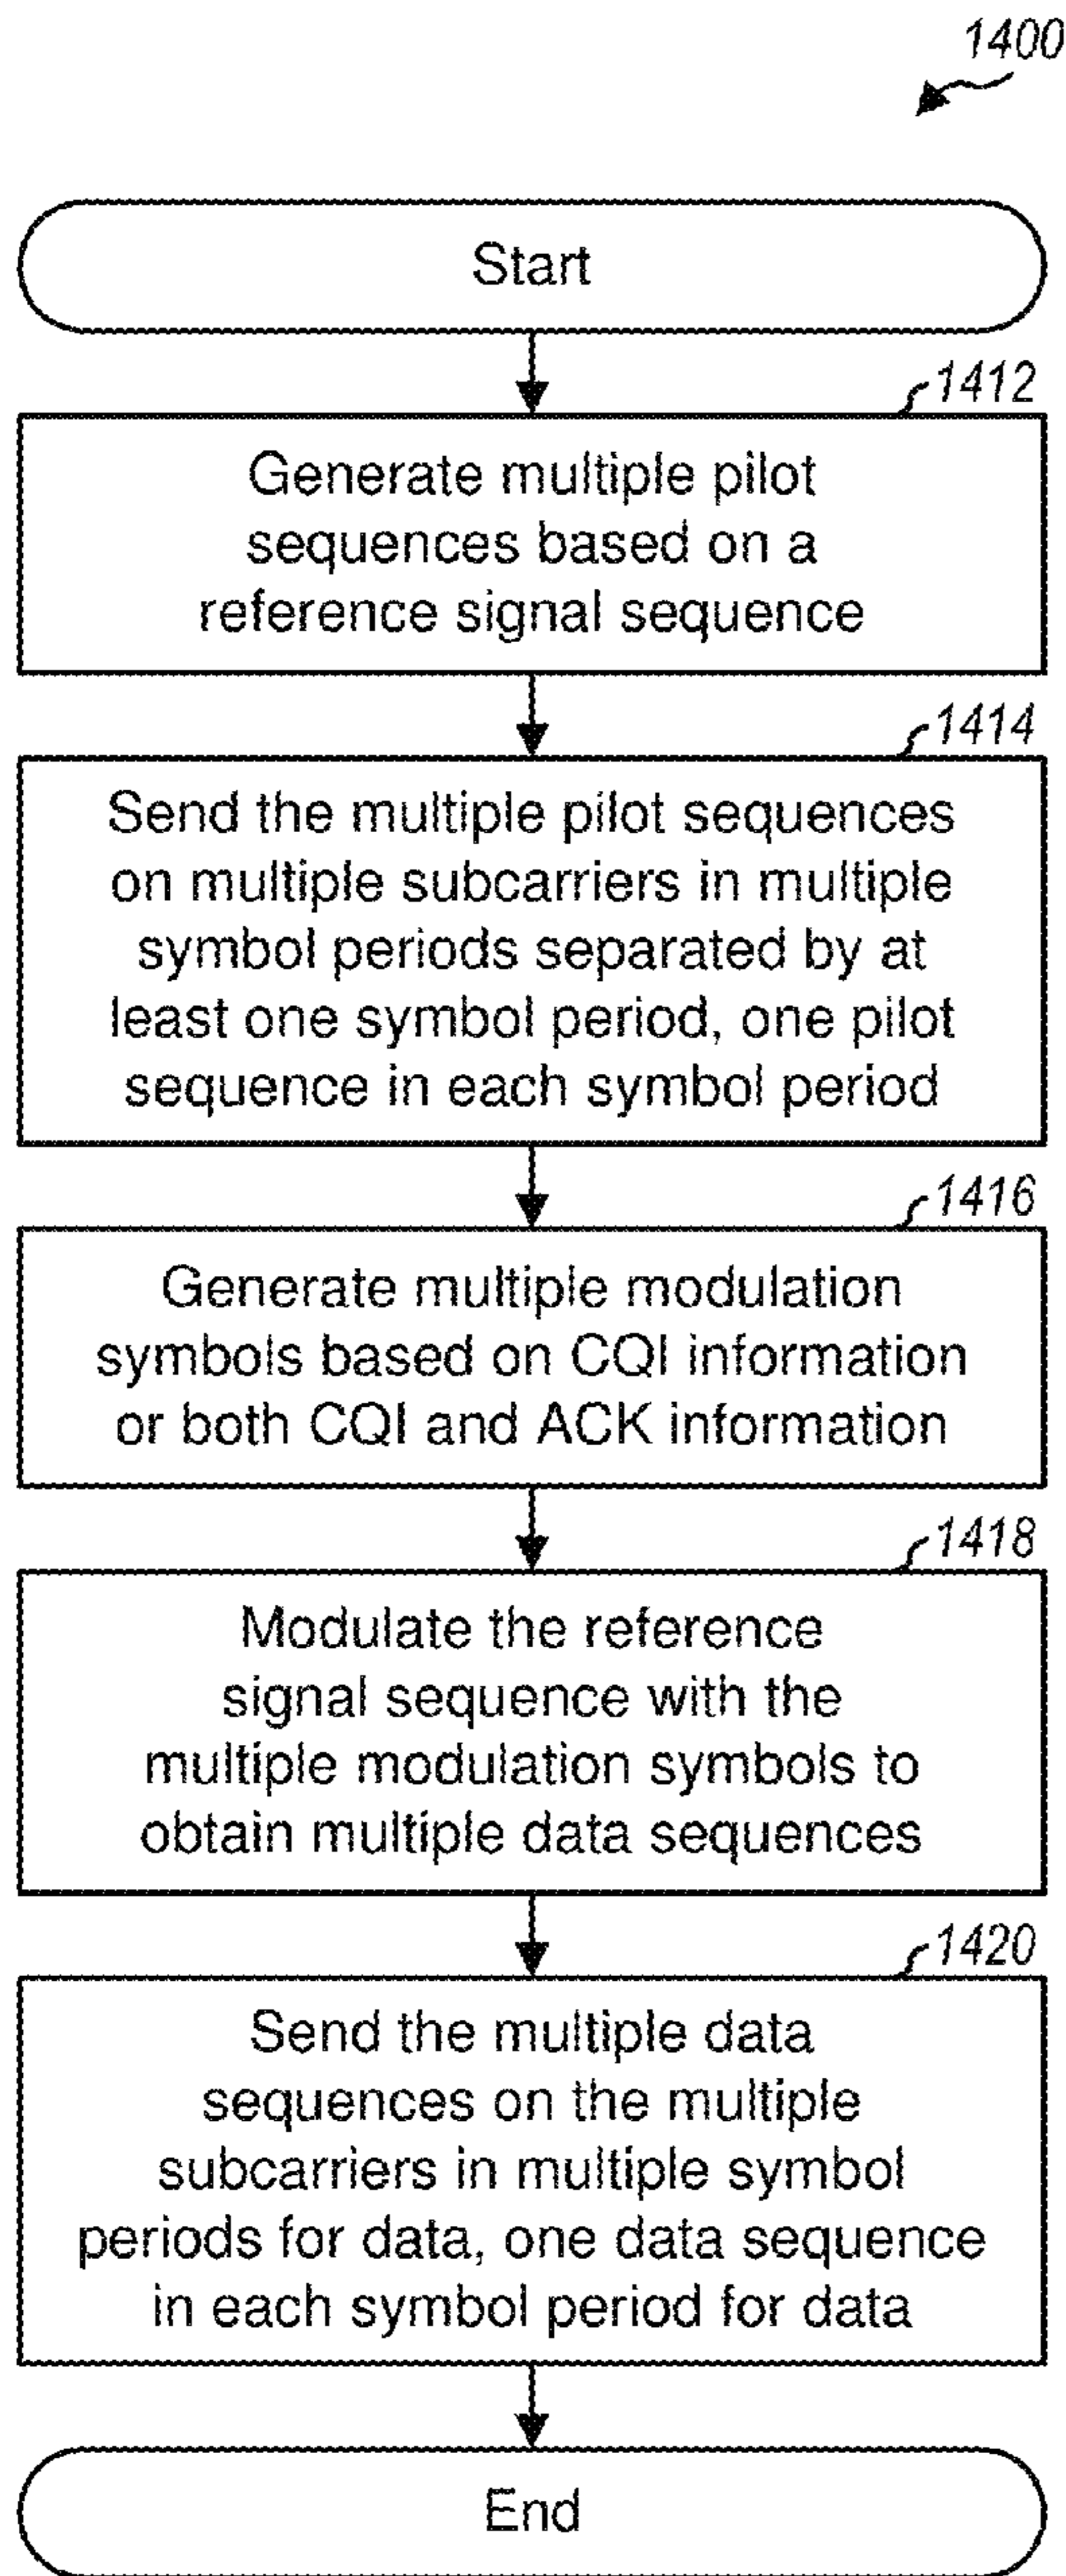 1400
Start
1412
Generate multiple pilot
sequences based on a
reference signal sequence
1414
Send the multiple pilot sequences
on multiple subcarriers in multiple
symbol periods separated by at
least one symbol period, one pilot
sequence in each symbol period
1416
Generate multiple modulation
symbols based on CQI information
or both CQI and ACK information
1418
Modulate the reference
signal sequence with the
multiple modulation symbols to
obtain multiple data sequences
1420
Send the multiple data
sequences on the multiple
subcarriers in multiple symbol
periods for data, one data sequence
in each symbol period for data
End